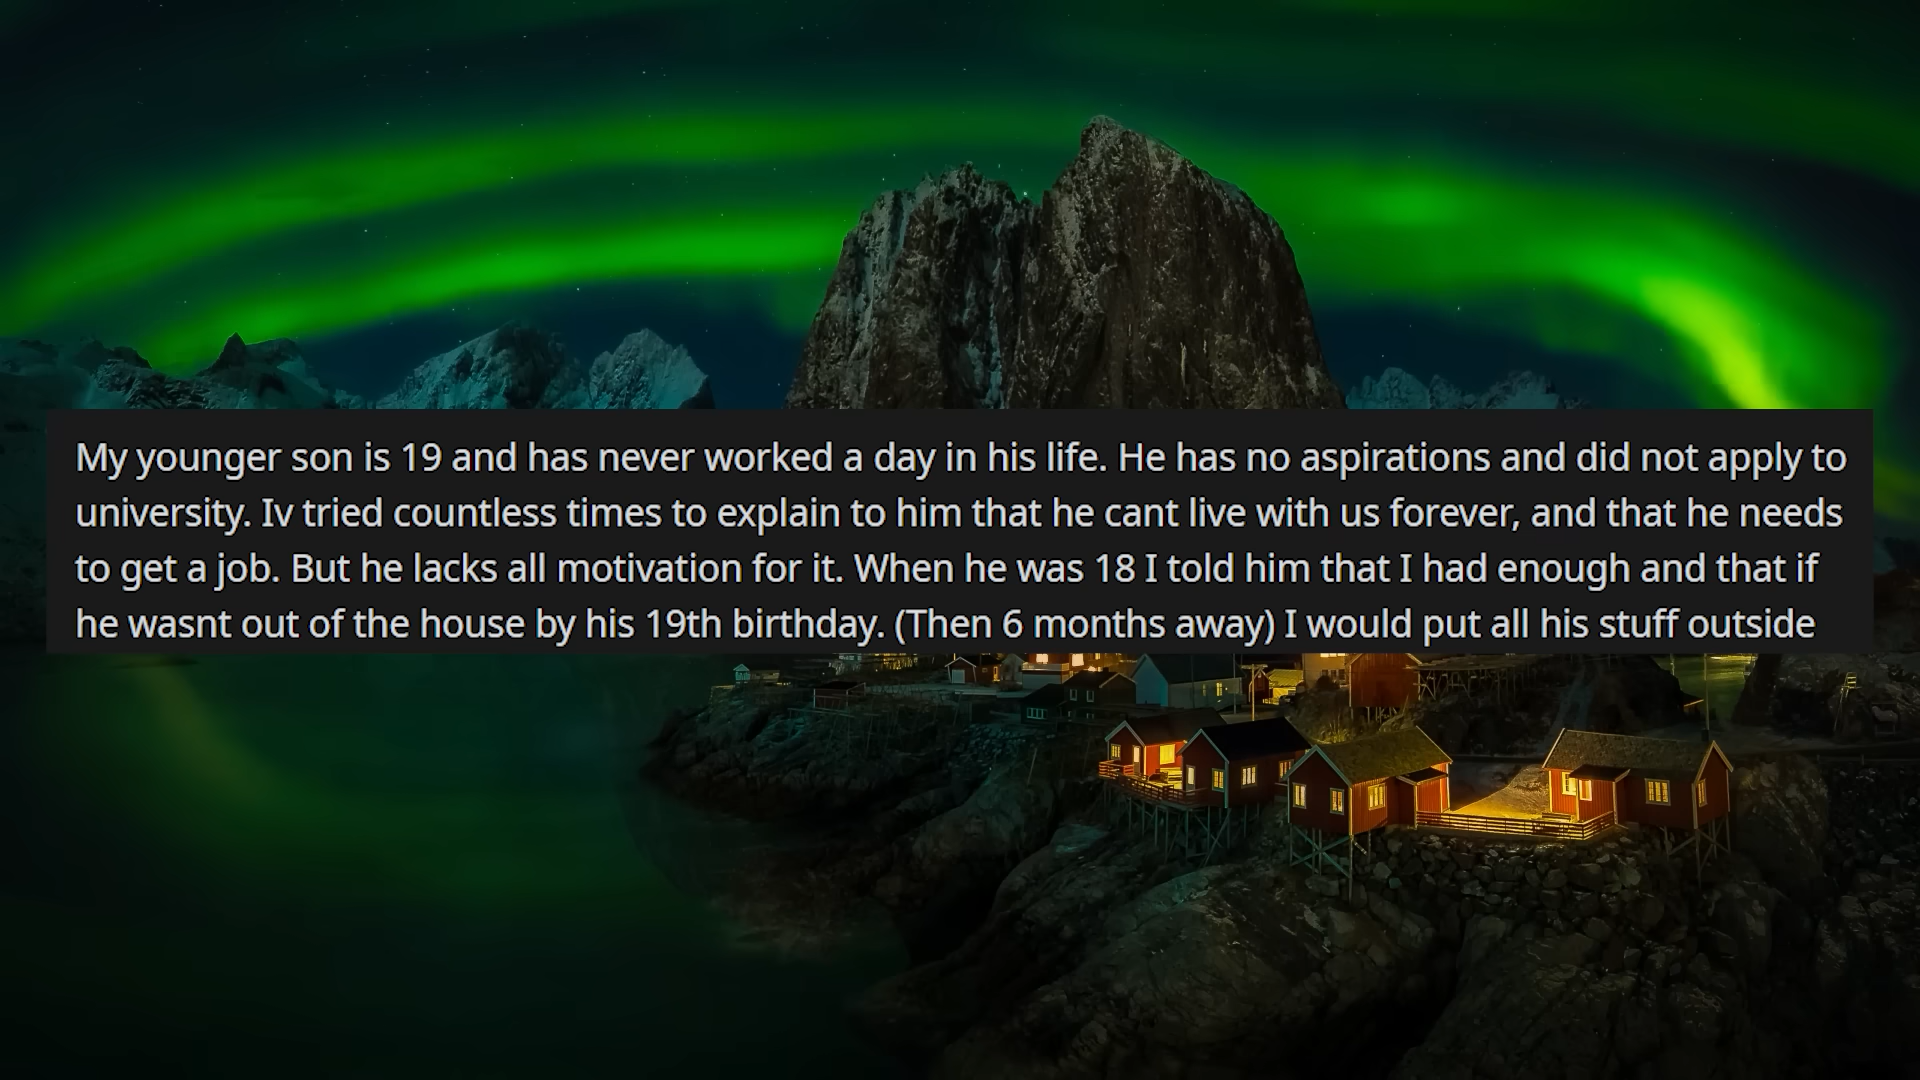 My younger son is 19 and has never worked a day in his life. He has no aspirations and did not apply to
university. Iv tried countless times to explain to him that he cant live with us forever, and that he needs
to get a job. But he lacks all motivation for it. When he was 18 I told him that I had enough and that if
he wasnt out of the house by his 19th birthday. (Then 6 months away) I would put all his stuff outside